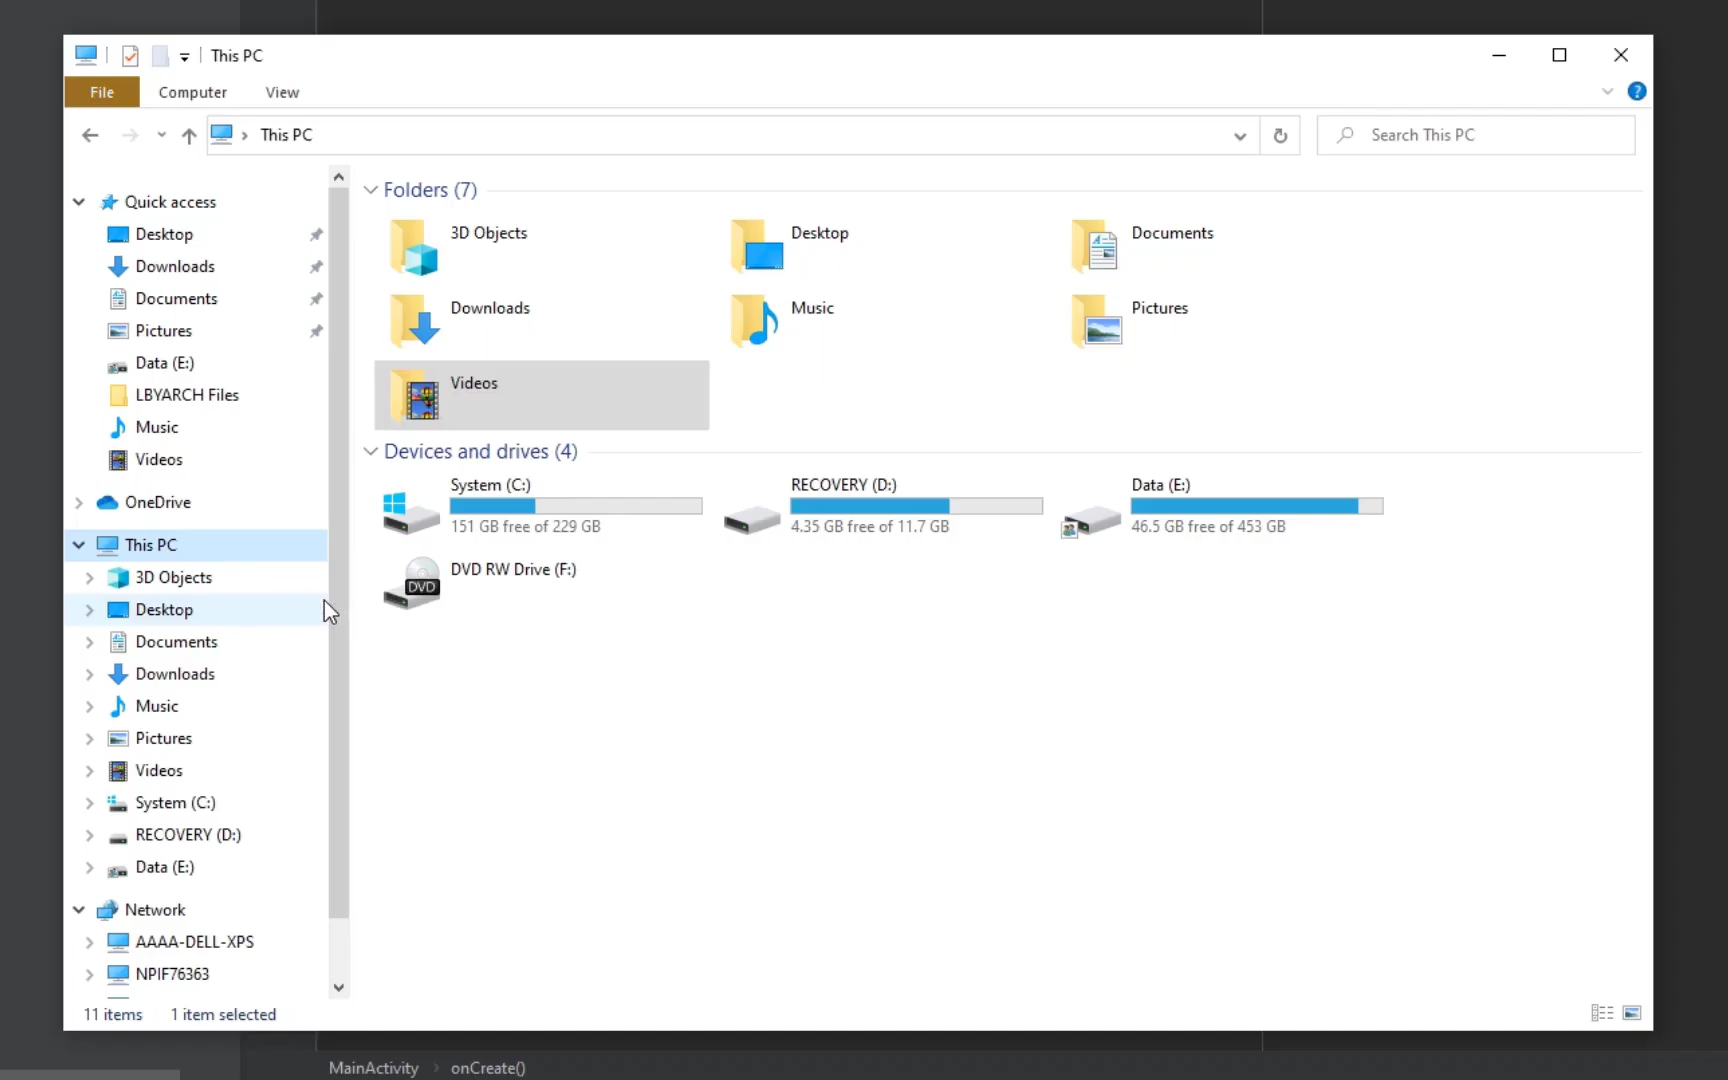 This PC
File
Computer
View
?
This PC
Search This PC
Quick access
Desktop
Downloads
Documents
Pictures
Data (E:)
LBYARCH Files
Music
Videos
OneDrive
This PC
3D Objects
Desktop
Documents
Downloads
Music
Pictures
Videos
System (C:)
RECOVERY (D:)
Data (E:)
Network
AAAA-DELL-XPS
NPIF76363
Folders (7)
3D Objects
Desktop
Documents
Downloads
Music
Pictures
Videos
Devices and drives (4)
System (C:)
151 GB free of 229 GB
RECOVERY (D:)
4.35 GB free of 11.7 GB
Data (E:)
46.5 GB free of 453 GB
DVD
DVD RW Drive (F:)
11 items
1 item selected
MainActivity
onCreate()